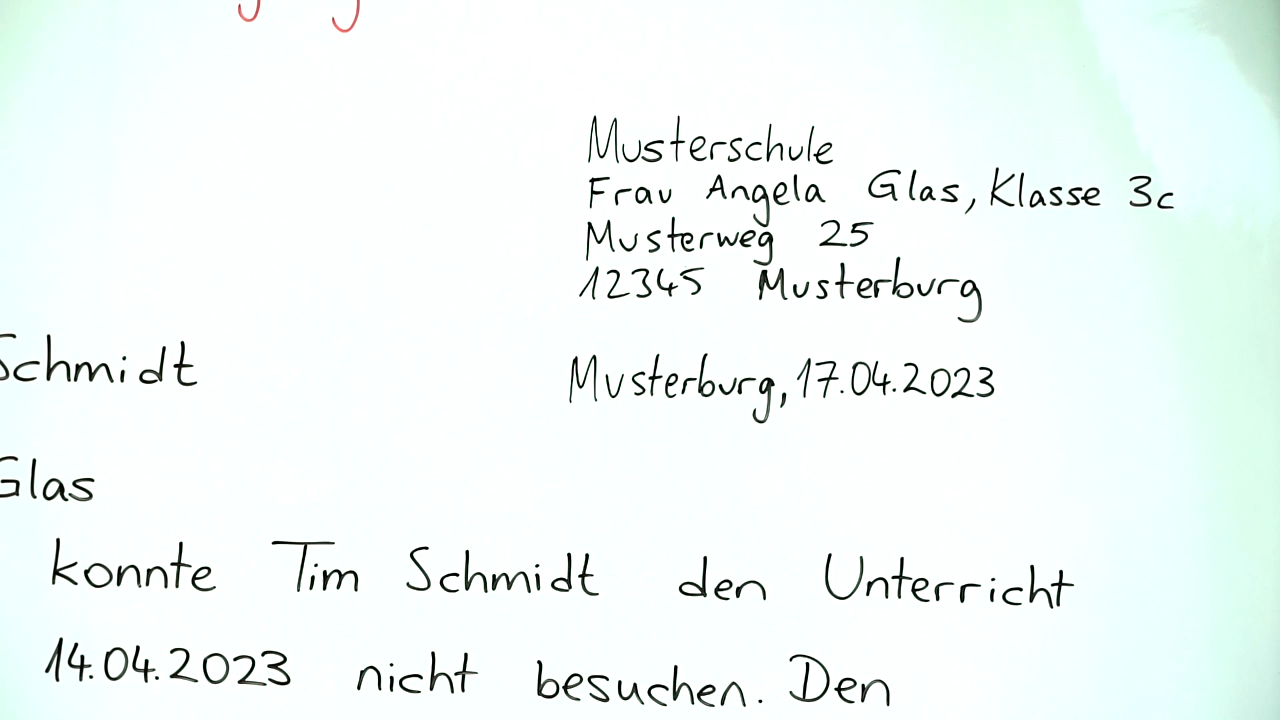 Musterschule
Frau Angela Glas, Klasse 3c
Musterweg 25
12345 Musterburg
Schmidt
Musterburg, 17.04.2023
Glas
konnte Tim Schmidt den Unterricht
14.04.2023 nicht besuchen. Den